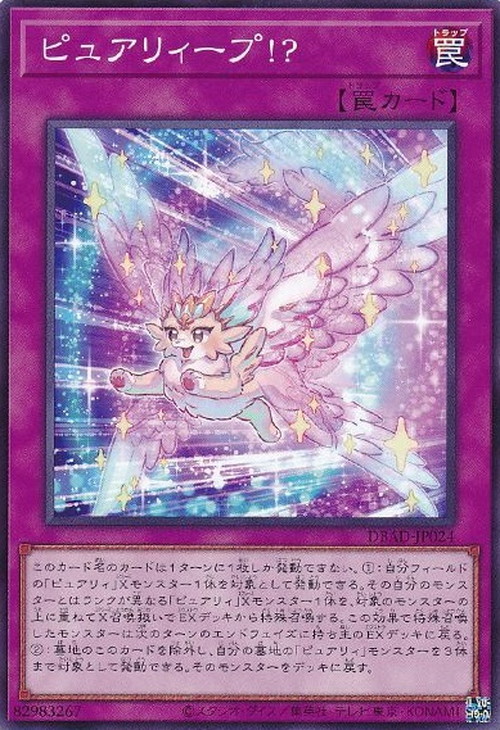 ピュアリィープ!?
トラップ
罠
【罠カード】
DBAD-JP024
このカード名のカードは1ターンに1枚しか発動できない。①:自分フィールド
の「ピュアリィ」Xモンスター1体を対象として発動できる。その自分のモンス
ターとはランクが異なる「ピュアリィ」Xモンスター1体を、対象のモンスターの
上に重ねてX召喚扱いでEXデッキから特殊召喚する。この効果で特殊召喚
したモンスターは次のターンのエンドフェイズに持ち主のEXデッキに戻る。
②:墓地のこのカードを除外し、自分の墓地の「ピュアリィ」モンスターを3体
まで対象として発動できる。そのモンスターをデッキに戻す。
82983267
©スタジオ・ダイス/集英社・テレビ東京・KONAMI